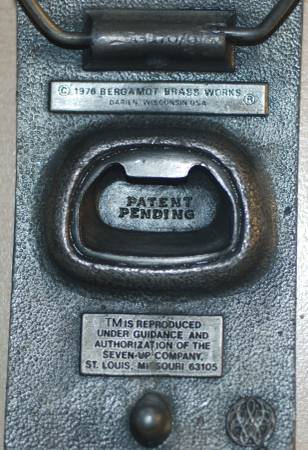 © 1976 BERGAMOT BRASS WORKS
DARIEN, WISCONSIN USA ®
PATENT
PENDING
TM IS REPRODUCED
UNDER GUIDANCE AND
AUTHORIZATION OF THE
SEVEN-UP COMPANY,
ST. LOUIS, MISSOURI 63105